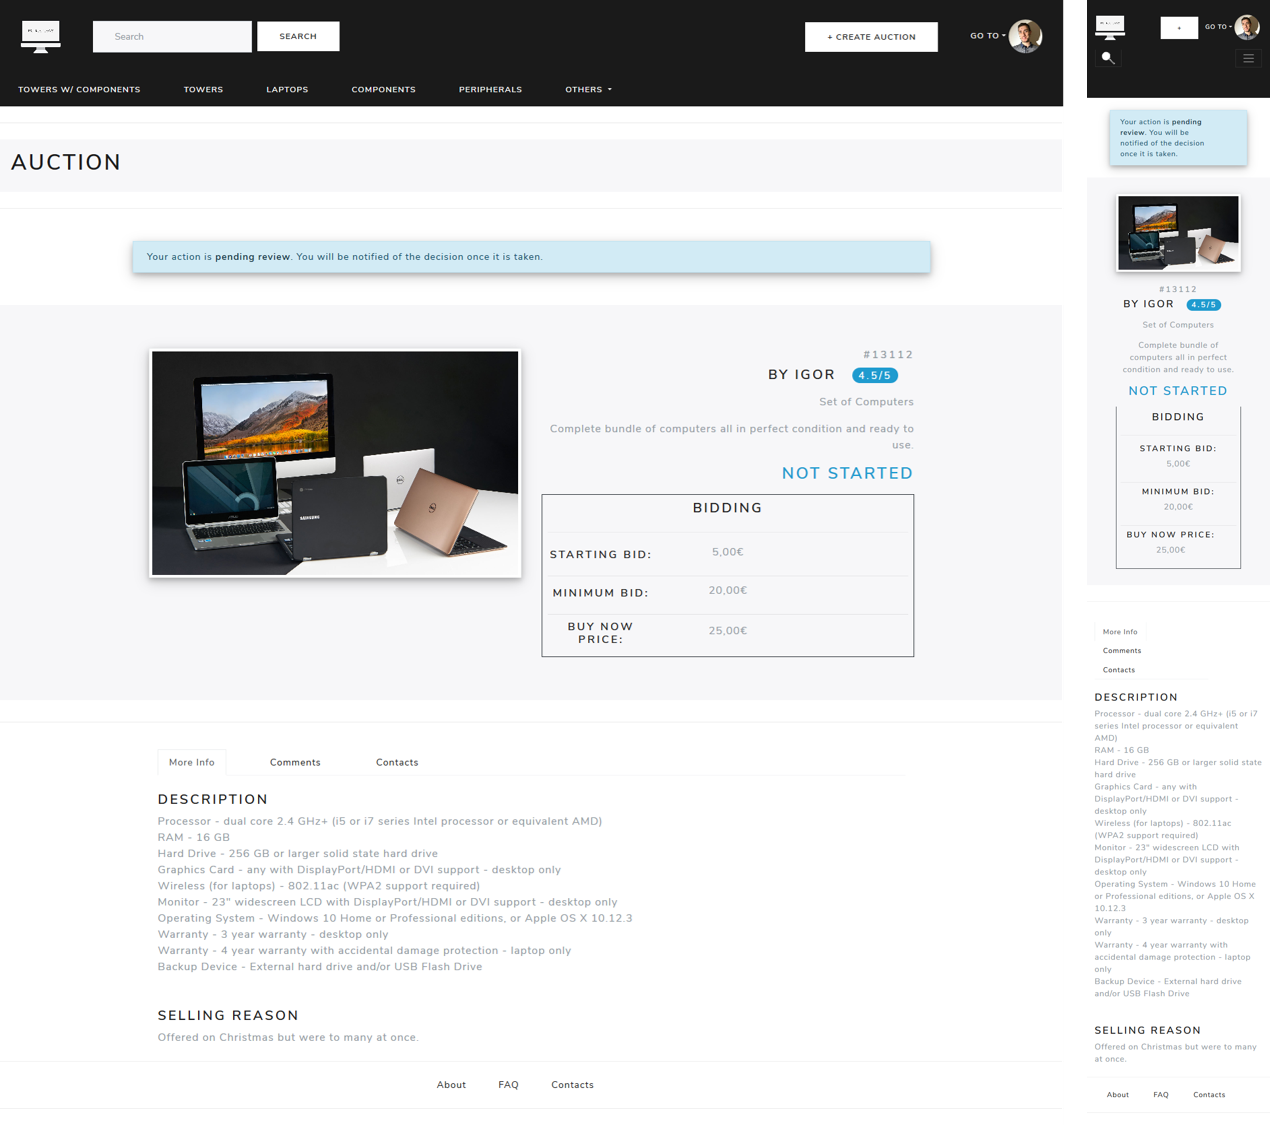 Search
SEARCH
+ CREATE AUCTION
GO TO
TOWERS W/ COMPONENTS
TOWERS
LAPTOPS
COMPONENTS
PERIPHERALS
OTHERS
AUCTION
Your action is pending review. You will be notified of the decision once it is taken.
SAMSUNG
#13112
BY IGOR 4.5/5
Set of Computers
Complete bundle of computers all in perfect condition and ready to
use.
NOT STARTED
BIDDING
STARTING BID: 5,00€
MINIMUM BID: 20,00€
BUY NOW
PRICE: 25,00€
More Info
Comments
Contacts
DESCRIPTION
Processor - dual core 2.4 GHz+ (i5 or i7 series Intel processor or equivalent AMD)
RAM - 16 GB
Hard Drive - 256 GB or larger solid state hard drive
Graphics Card - any with DisplayPort/HDMI or DVI support - desktop only
Wireless (for laptops) - 802.11ac (WPA2 support required)
Monitor - 23" widescreen LCD with DisplayPort/HDMI or DVI support - desktop only
Operating System - Windows 10 Home or Professional editions, or Apple OS X 10.12.3
Warranty - 3 year warranty - desktop only
Warranty - 4 year warranty with accidental damage protection - laptop only
Backup Device - External hard drive and/or USB Flash Drive
SELLING REASON
Offered on Christmas but were to many at once.
About
FAQ
Contacts
+
GO TO
Your action is pending
review. You will be
notified of the decision
once it is taken.
#13112
BY IGOR 4.5/5
Set of Computers
Complete bundle of
computers all in perfect
condition and ready to use.
NOT STARTED
BIDDING
STARTING BID:
5,00€
MINIMUM BID:
20,00€
BUY NOW PRICE:
25,00€
More Info
Comments
Contacts
DESCRIPTION
Processor - dual core 2.4 GHz+ (i5 or i7
series Intel processor or equivalent
AMD)
RAM - 16 GB
Hard Drive - 256 GB or larger solid state
hard drive
Graphics Card - any with
DisplayPort/HDMI or DVI support -
desktop only
Wireless (for laptops) - 802.11ac
(WPA2 support required)
Monitor - 23" widescreen LCD with
DisplayPort/HDMI or DVI support -
desktop only
Operating System - Windows 10 Home
or Professional editions, or Apple OS X
10.12.3
Warranty - 3 year warranty - desktop
only
Warranty - 4 year warranty with
accidental damage protection - laptop
only
Backup Device - External hard drive
and/or USB Flash Drive
SELLING REASON
Offered on Christmas but were to many
at once.
About
FAQ
Contacts